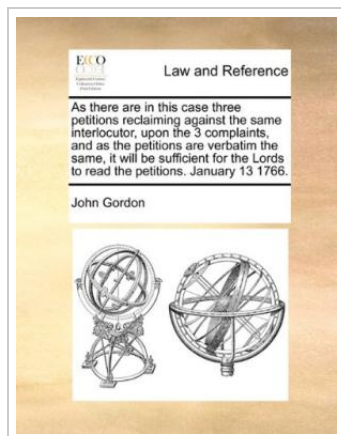 ECCO
Law and Reference
As there are in this case three
petitions reclaiming against the same
interlocutor, upon the 3 complaints,
and as the petitions are verbatim the
same, it will be sufficient for the Lords
to read the petitions. January 13 1766.
John Gordon